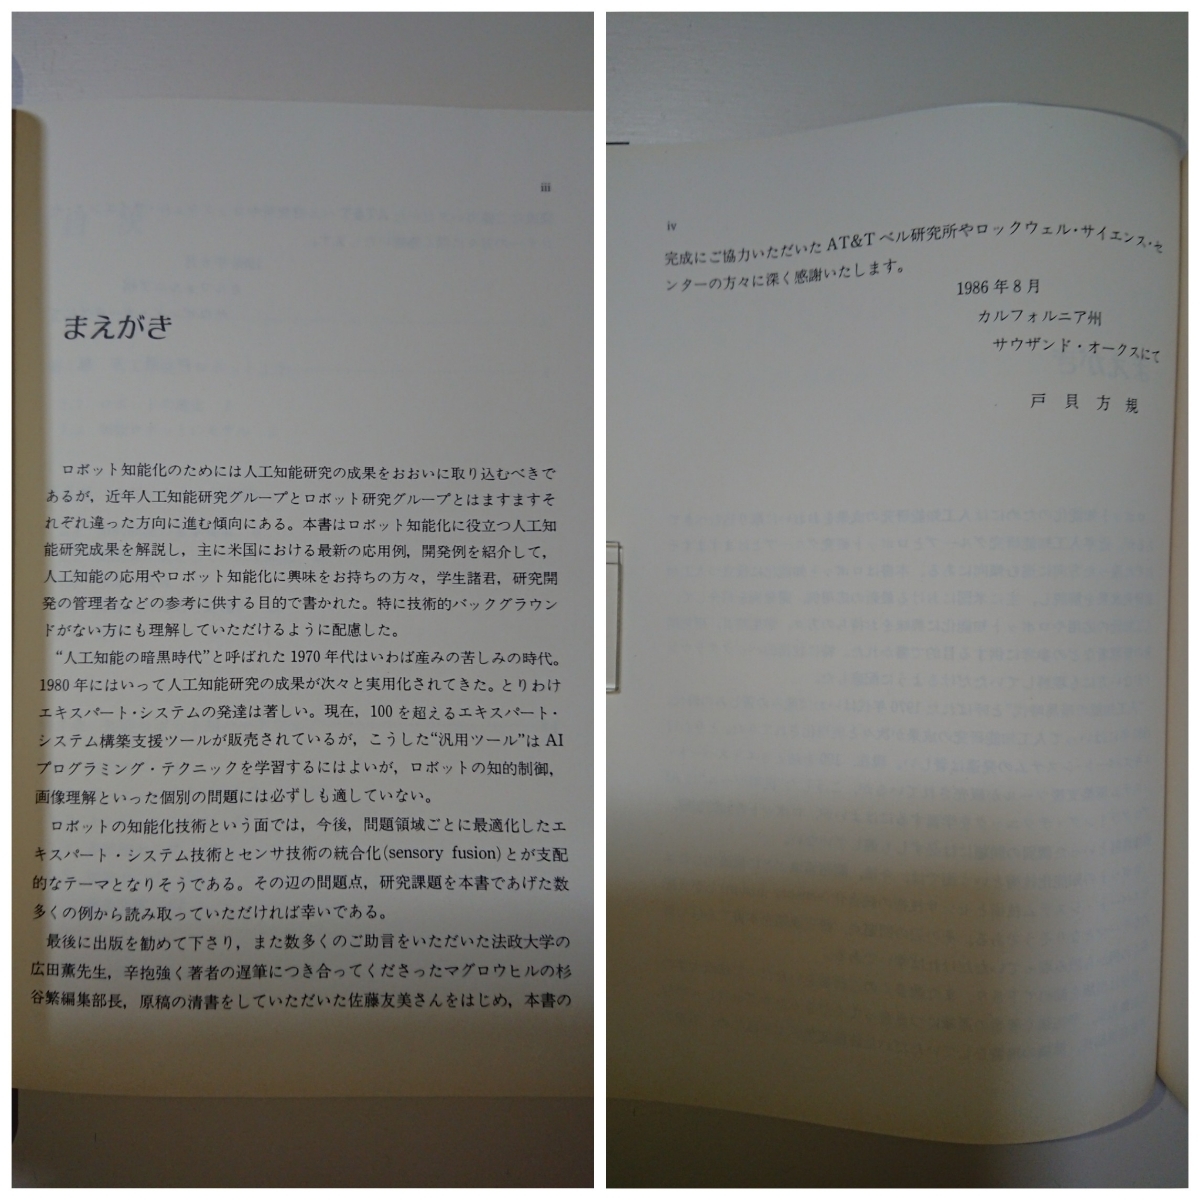 iii
まえがき
ロボット知能化のためには人工知能研究の成果をおおいに取り込むべきで
あるが，近年人工知能研究グループとロボット研究グループとはますますそ
れぞれ違った方向に進む傾向にある。本書はロボット知能化に役立つ人工知
能研究成果を解説し，主に米国における最新の応用例，開発例を紹介して，
人工知能の応用やロボット知能化に興味をお持ちの方々，学生諸君，研究開
発の管理者などの参考に供する目的で書かれた。特に技術的バックグラウン
ドがない方にも理解していただけるように配慮した。
“人工知能の暗黒時代”と呼ばれた 1970 年代はいわば産みの苦しみの時代。
1980 年にはいって人工知能研究の成果が次々と実用化されてきた。とりわけ
エキスパート・システムの発達は著しい。現在，100 を超えるエキスパート・
システム構築支援ツールが販売されているが，こうした“汎用ツール”は AI
プログラミング・テクニックを学習するにはよいが，ロボットの知的制御，
画像理解といった個別の問題には必ずしも適していない。
ロボットの知能化技術という面では，今後，問題領域ごとに最適化したエ
キスパート・システム技術とセンサ技術の統合化(sensory fusion)とが支配
的なテーマとなりそうである。その辺の問題点，研究課題を本書であげた数
多くの例から読み取っていただければ幸いである。
最後に出版を勧めて下さり，また数多くのご助言をいただいた法政大学の
広田薫先生，辛抱強く著者の遅筆につき合ってくださったマグロウヒルの杉
谷繁編集部長，原稿の清書をしていただいた佐藤友美さんをはじめ，本書の
iv
完成にご協力いただいた AT&T ベル研究所やロックウェル・サイエンス・セ
ンターの方々に深く感謝いたします。
1986 年 8 月
カルフォルニア州
サウザンド・オークスにて
戸 貝 方 規